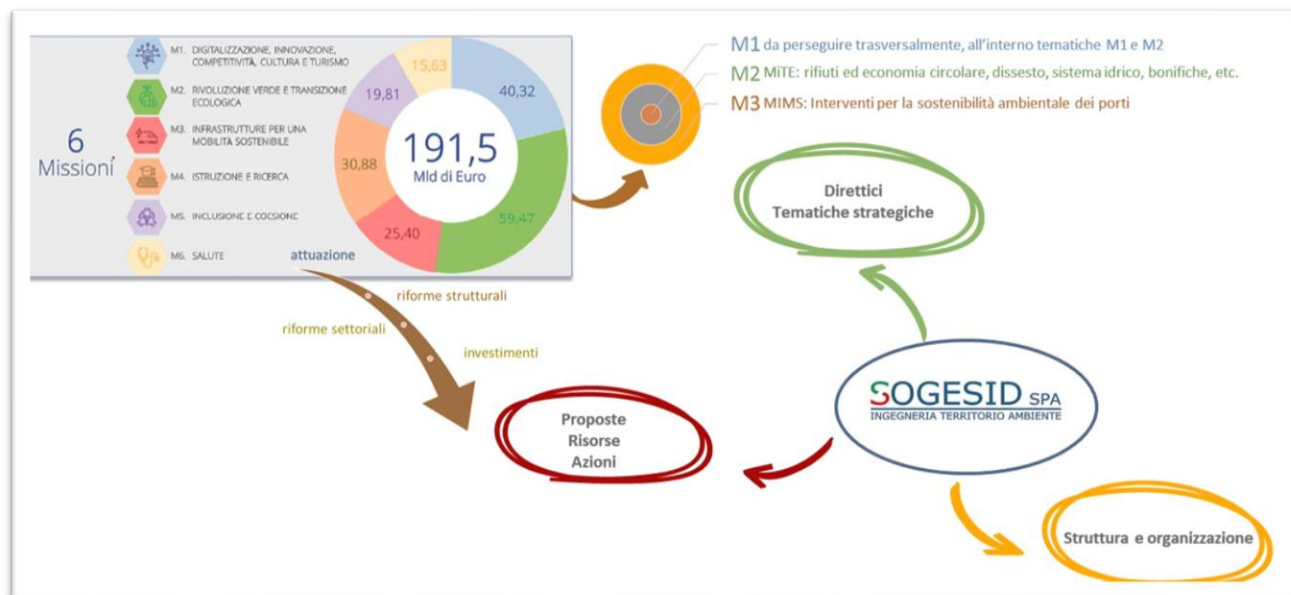 6
Missioni
M1. DIGITALIZZAZIONE, INNOVAZIONE,
COMPETITIVITÀ, CULTURA E TURISMO
M2. RIVOLUZIONE VERDE E TRANSIZIONE
ECOLOGICA
M3. INFRASTRUTTURE PER UNA
MOBILITÀ SOSTENIBILE
M4. ISTRUZIONE E RICERCA
M5. INCLUSIONE E COESIONE
M6. SALUTE
15,63
40,32
19,81
191,5
Mld di Euro
30,88
59,47
25,40
attuazione
riforme strutturali
riforme settoriali
investimenti
M1 da perseguire trasversalmente, all'interno tematiche M1 e M2
M2 MiTE: rifiuti ed economia circolare, dissesto, sistema idrico, bonifiche, etc.
M3 MIMS: Interventi per la sostenibilità ambientale dei porti
Direttici
Tematiche strategiche
SOGESID SPA
INGEGNERIA TERRITORIO AMBIENTE
Proposte
Risorse
Azioni
Struttura e organizzazione